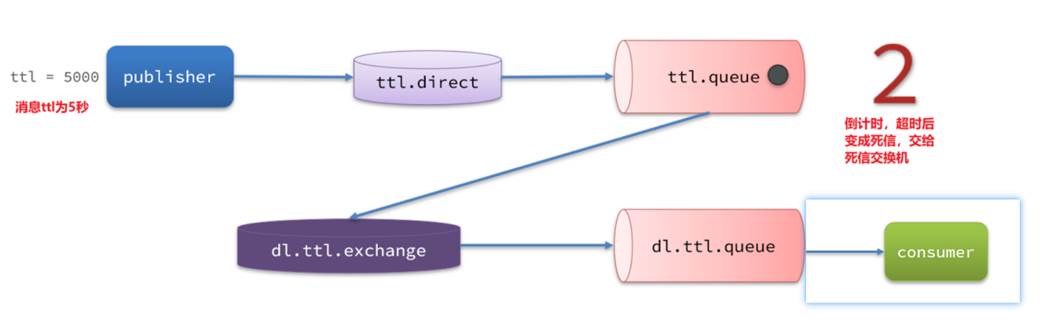 ttl = 5000
消息ttl为5秒
publisher
ttl.direct
ttl.queue
2
倒计时，超时后
变成死信，交给
死信交换机
dl.ttl.exchange
dl.ttl.queue
consumer